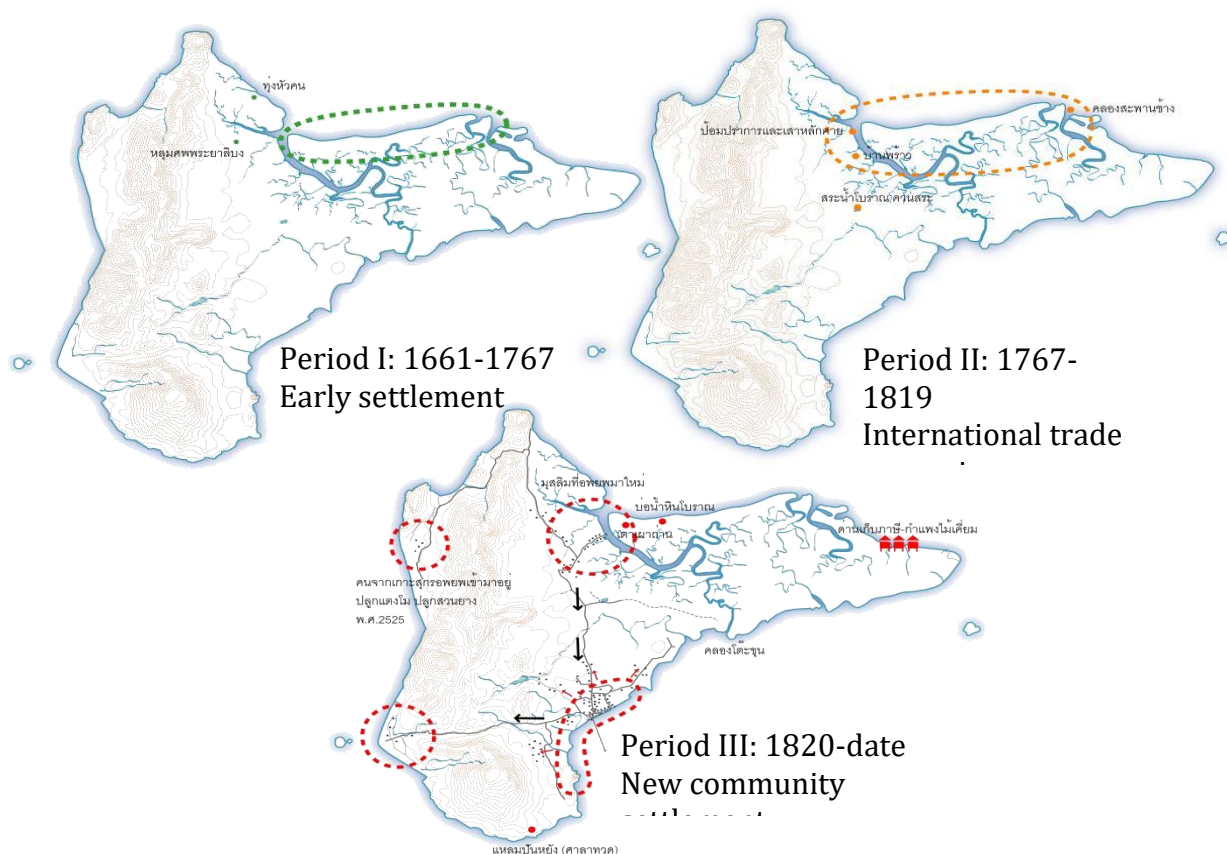 ทุ่งหัวคน
หลุมศพพระยาลิบง
Period I: 1661-1767
Early settlement
คลองสะพานช้าง
ป้อมปราการและเสาหลักค่าย
บ้านพร้าว
สระน้ำโบราณ ควนสระ
Period II: 1767-
1819
International trade
มุสลิมที่อพยพมาใหม่
บ่อน้ำหินโบราณ
เตาเผาถ่าน
ด่านเก็บภาษี-กำแพงไม้เคี่ยม
คนจากเกาะสุกรอพยพเข้ามาอยู่
ปลูกแตงโม ปลูกสวนยาง
พ.ศ.2525
คลองโต๊ะขุน
Period III: 1820-date
New community
แหลมปันหยัง (ศาลาทวด)